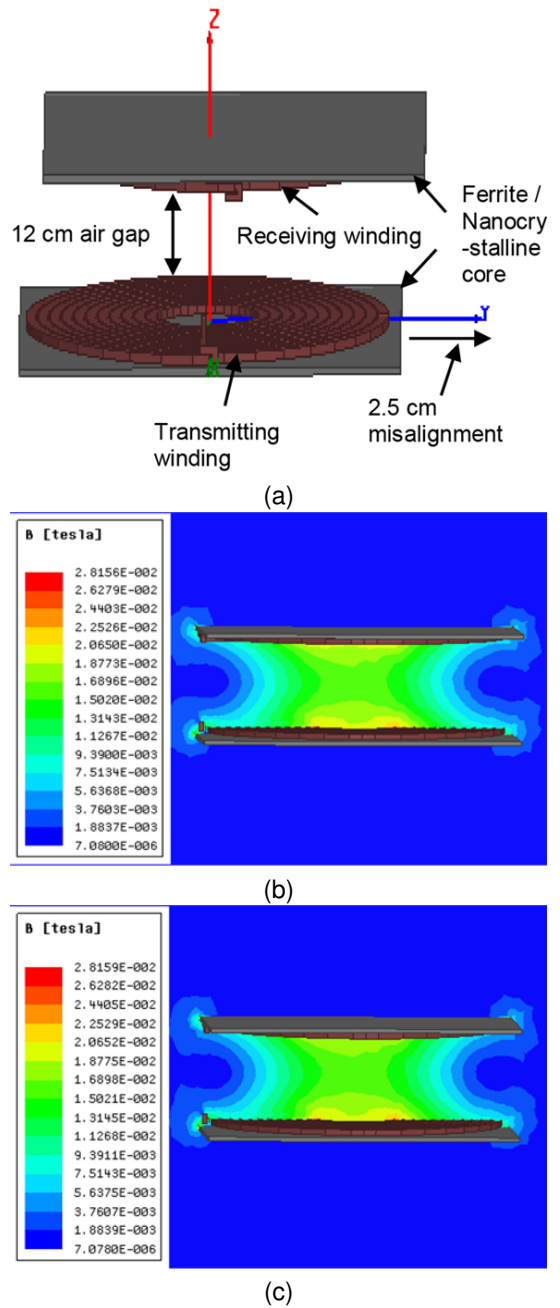 Z
12 cm air gap
Receiving winding
Ferrite /
Nanocry
-stalline
core
Y
X
Transmitting
winding
2.5 cm
misalignment
(a)
B [tesla]
2.8156E-002
2.6279E-002
2.4403E-002
2.2526E-002
2.0650E-002
1.8773E-002
1.6896E-002
1.5020E-002
1.3143E-002
1.1267E-002
9.3900E-003
7.5134E-003
5.6368E-003
3.7603E-003
1.8837E-003
7.0800E-006
(b)
B [tesla]
2.8159E-002
2.6282E-002
2.4405E-002
2.2529E-002
2.0652E-002
1.8775E-002
1.6898E-002
1.5021E-002
1.3145E-002
1.1268E-002
9.3911E-003
7.5143E-003
5.6375E-003
3.7607E-003
1.8839E-003
7.0780E-006
(c)